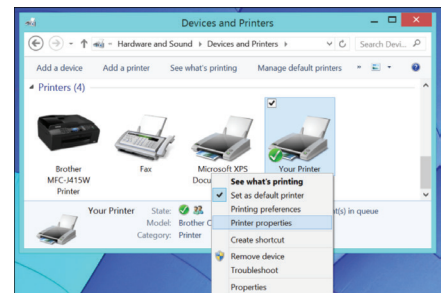 Devices and Printers
Hardware and Sound Devices and Printers Search Devi...
Add a device Add a printer See what's printing Manage default printers »
Printers (4)
Brother
MFC-J415W
Printer
Fax
Microsoft XPS
Docu
Your Printer
See what's printing
Set as default printer
Printing preferences
Printer properties
Create shortcut
Remove device
Troubleshoot
Properties
Your Printer State:
Model: Brother C
Category: Printer
in queue